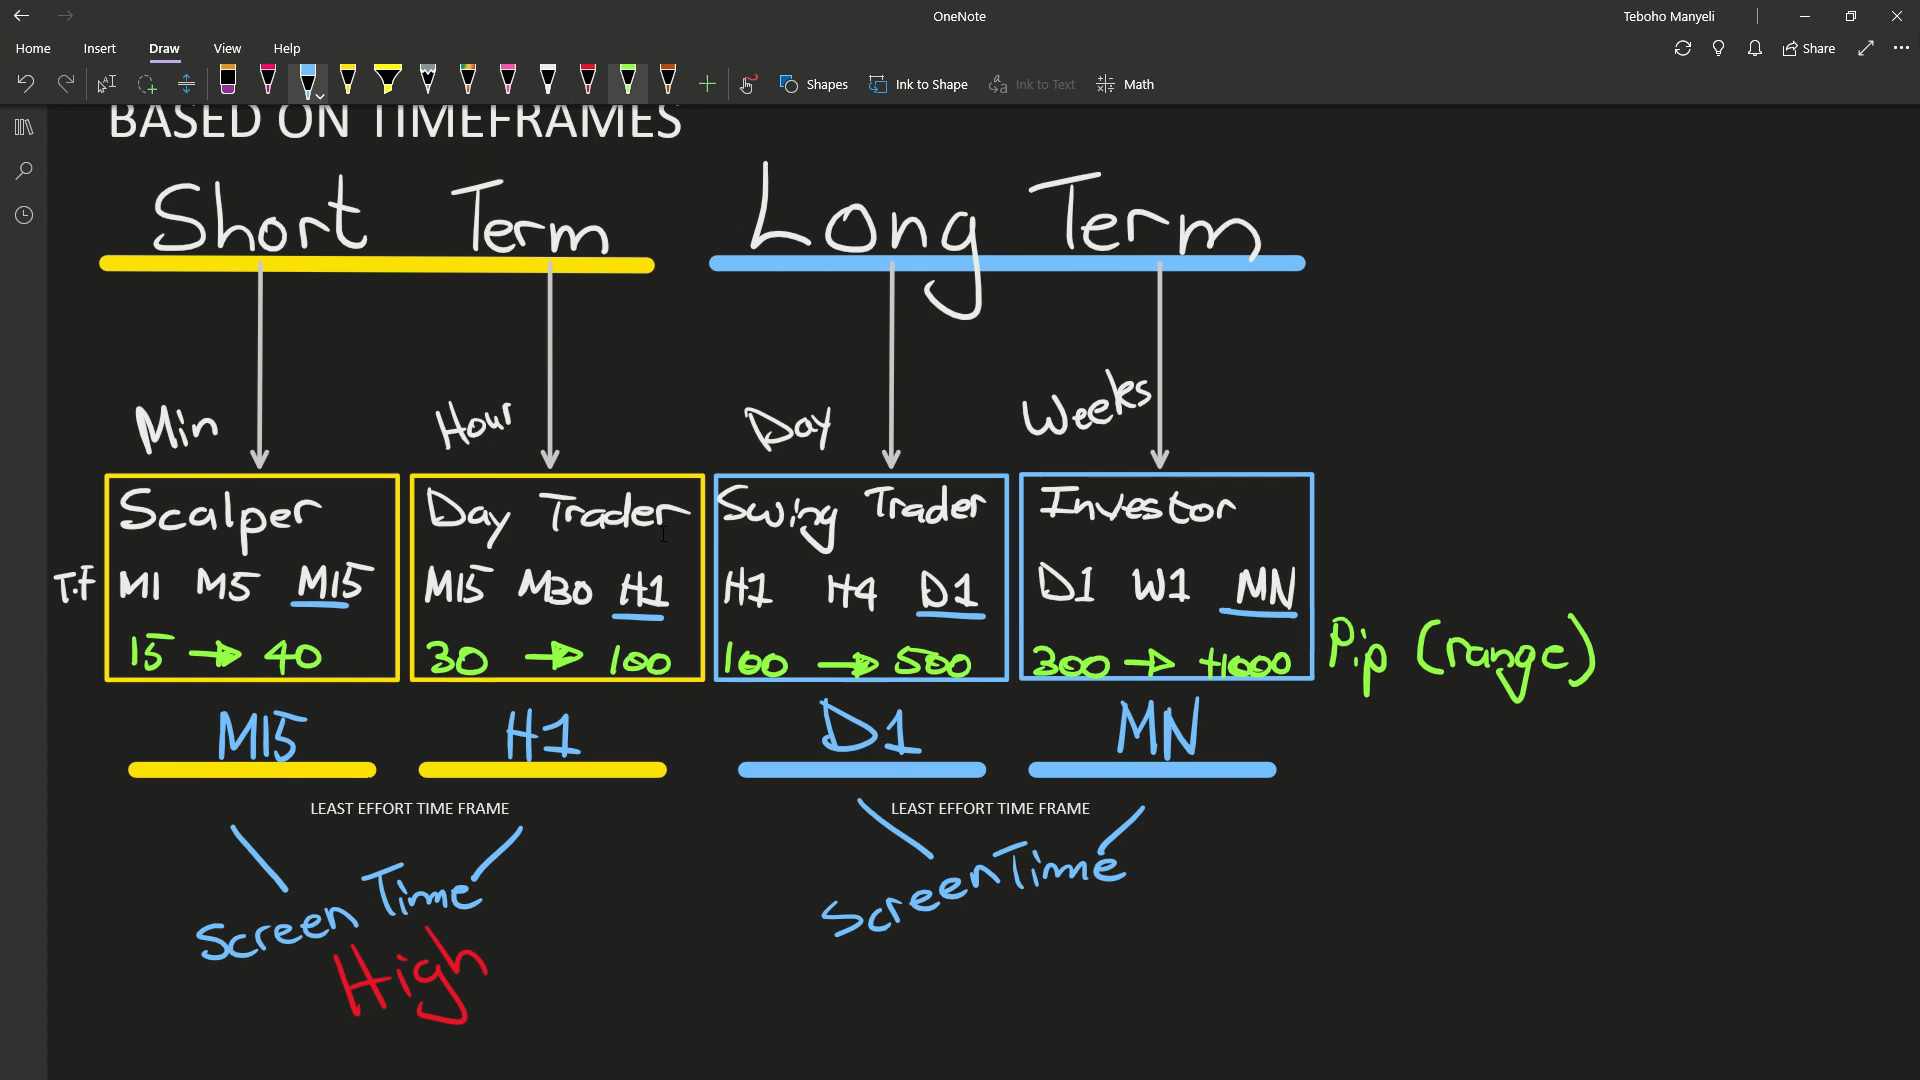 OneNote
Teboho Manyeli
Home Insert Draw View Help
Share
Shapes Ink to Shape Ink to Text Math
BASED ON TIMEFRAMES
Short Term Long Term
Min Hour Day Weeks
Scalper Day Trader Swing Trader Investor
T.F M1 M5 M15 M15 M30 H1 H1 H4 D1 D1 W1 MN
15 → 40 30 → 100 100 → 500 300 → +1000 Pip (range)
M15 H1 D1 MN
LEAST EFFORT TIME FRAME LEAST EFFORT TIME FRAME
Screen Time Screen Time
High